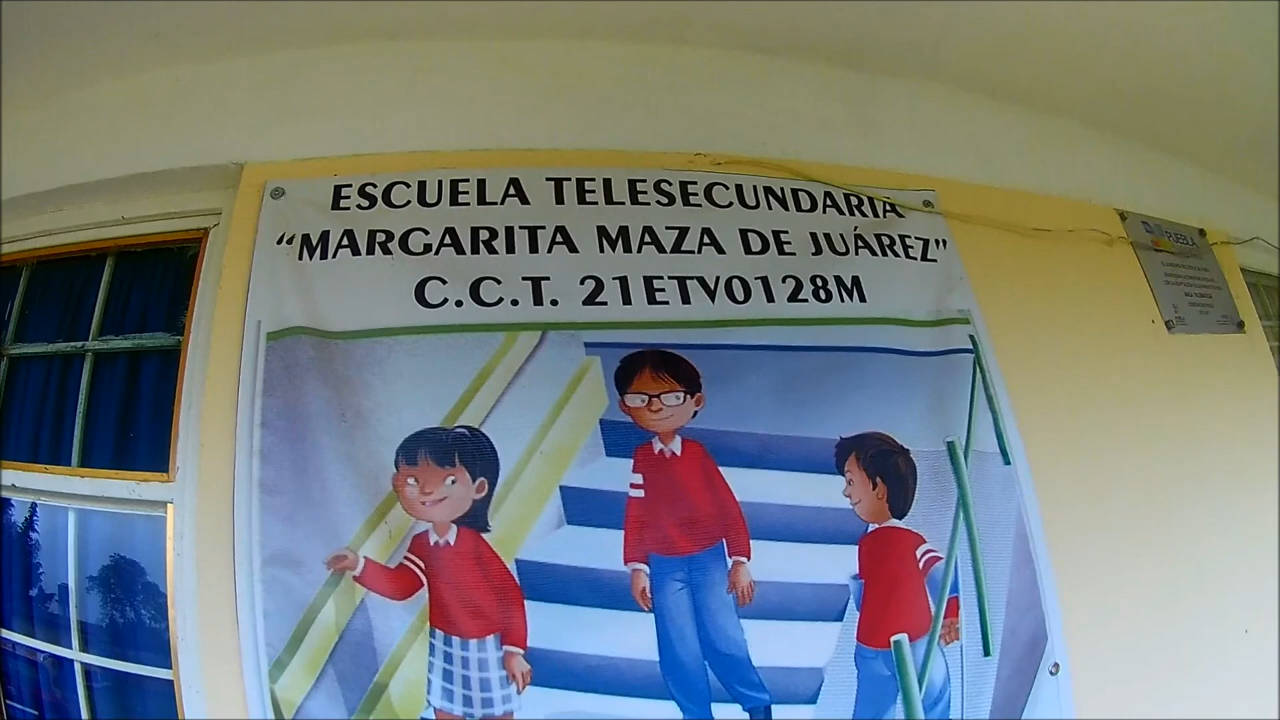 ESCUELA TELESECUNDARIA
“MARGARITA MAZA DE JUÁREZ”
C.C.T. 21ETV0128M
PUEBLA